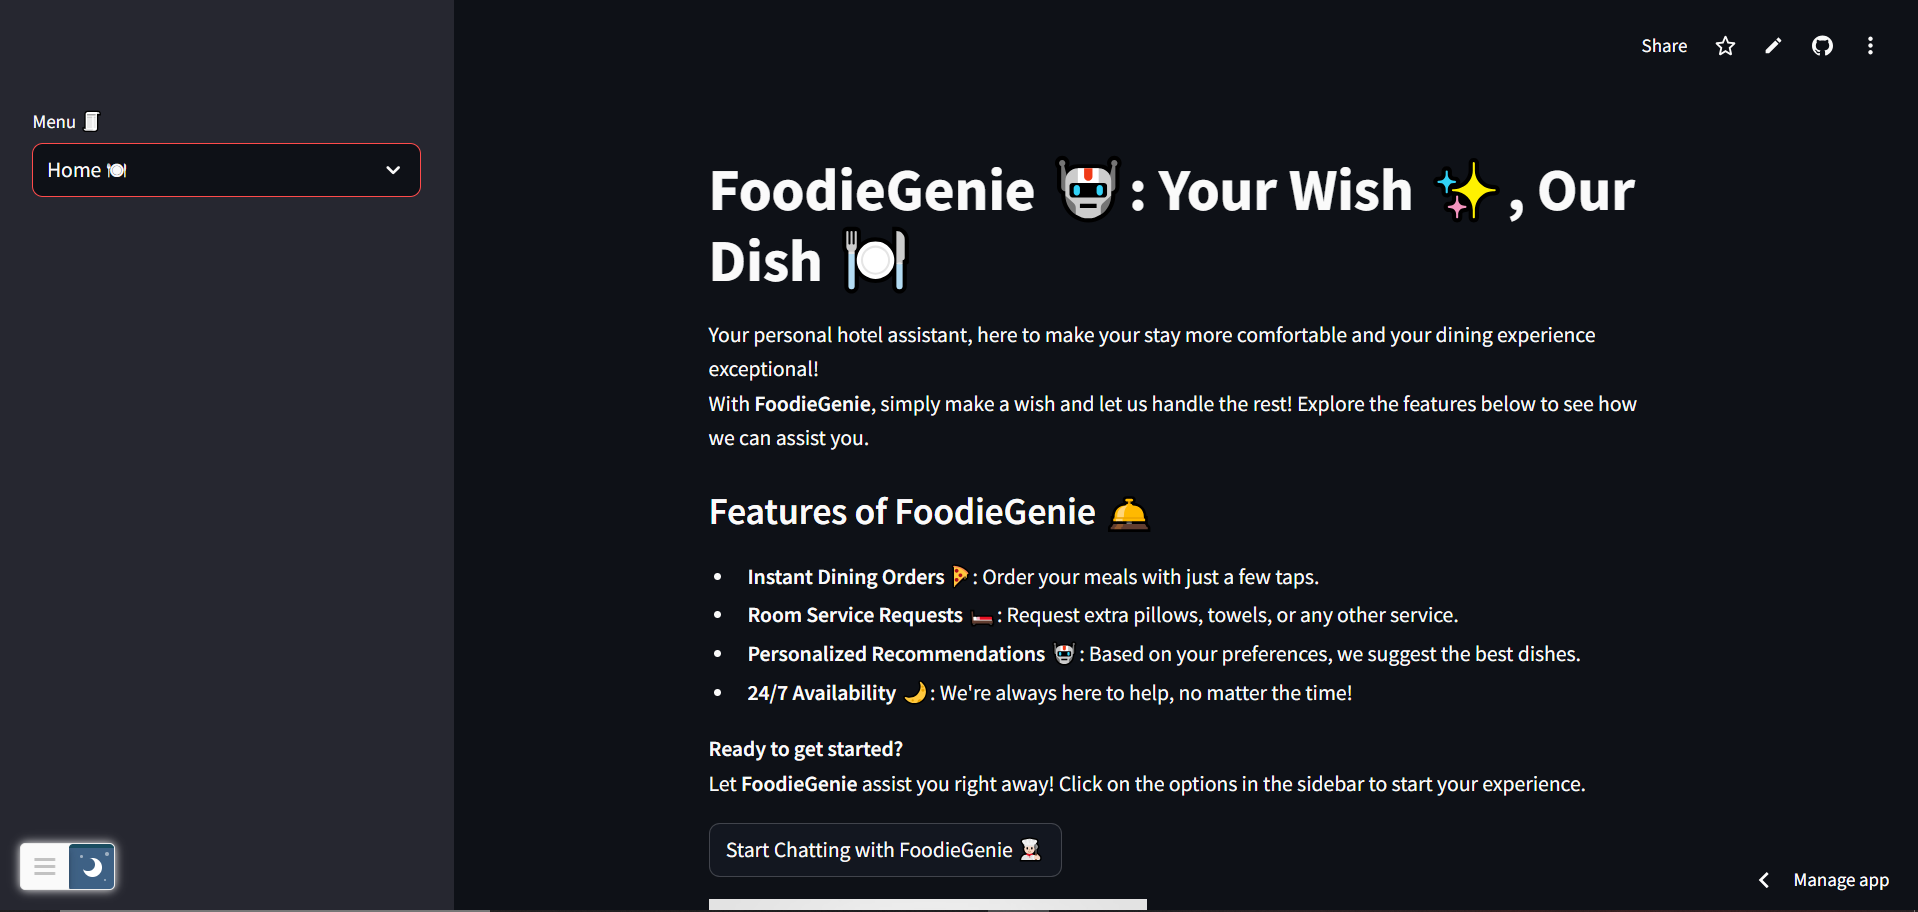 Share
Menu
Home
FoodieGenie 🤖: Your Wish ✨, Our
Dish 🍽️
Your personal hotel assistant, here to make your stay more comfortable and your dining experience
exceptional!
With FoodieGenie, simply make a wish and let us handle the rest! Explore the features below to see how
we can assist you.
Features of FoodieGenie 🛎️
• Instant Dining Orders 🍕: Order your meals with just a few taps.
• Room Service Requests 🛏️: Request extra pillows, towels, or any other service.
• Personalized Recommendations 🤖: Based on your preferences, we suggest the best dishes.
• 24/7 Availability 🌙: We're always here to help, no matter the time!
Ready to get started?
Let FoodieGenie assist you right away! Click on the options in the sidebar to start your experience.
Start Chatting with FoodieGenie
Manage app